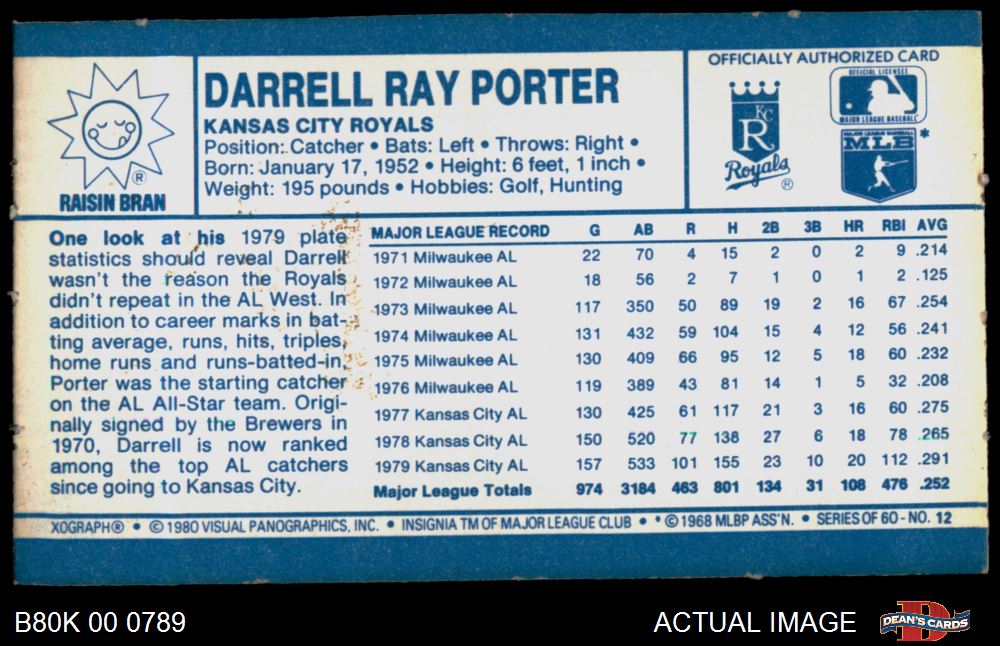 RAISIN BRAN
®
DARRELL RAY PORTER
KANSAS CITY ROYALS
Position: Catcher • Bats: Left • Throws: Right •
Born: January 17, 1952 • Height: 6 feet, 1 inch •
Weight: 195 pounds • Hobbies: Golf, Hunting
OFFICIALLY AUTHORIZED CARD
KC
R
Royals
®
OFFICIAL LICENSEE
MAJOR LEAGUE BASEBALL
MAJOR LEAGUE BASEBALL
MLB *
One look at his 1979 plate
statistics should reveal Darrell
wasn't the reason the Royals
didn't repeat in the AL West. In
addition to career marks in bat-
ting average, runs, hits, triples,
home runs and runs-batted-in,
Porter was the starting catcher
on the AL All-Star team. Origi-
nally signed by the Brewers in
1970, Darrell is now ranked
among the top AL catchers
since going to Kansas City.
MAJOR LEAGUE RECORD G AB R H 2B 3B HR RBI AVG
1971 Milwaukee AL 22 70 4 15 2 0 2 9 .214
1972 Milwaukee AL 18 56 2 7 1 0 1 2 .125
1973 Milwaukee AL 117 350 50 89 19 2 16 67 .254
1974 Milwaukee AL 131 432 59 104 15 4 12 56 .241
1975 Milwaukee AL 130 409 66 95 12 5 18 60 .232
1976 Milwaukee AL 119 389 43 81 14 1 5 32 .208
1977 Kansas City AL 130 425 61 117 21 3 16 60 .275
1978 Kansas City AL 150 520 77 138 27 6 18 78 .265
1979 Kansas City AL 157 533 101 155 23 10 20 112 .291
Major League Totals 974 3184 463 801 134 31 108 476 .252
XOGRAPH® • © 1980 VISUAL PANOGRAPHICS, INC. • INSIGNIA TM OF MAJOR LEAGUE CLUB • * © 1968 MLBP ASS'N. • SERIES OF 60 - NO. 12
B80K 00 0789
ACTUAL IMAGE
D
DEAN'S CARDS